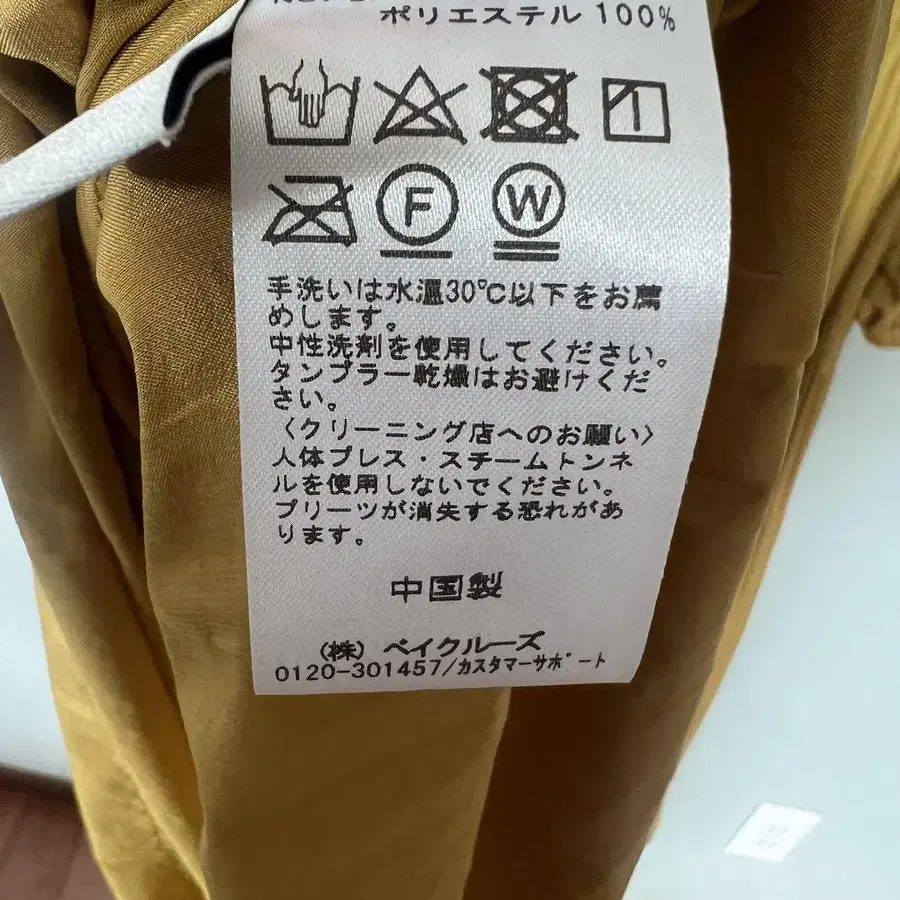 ポリエステル 100%
F
W
手洗いは水温30℃以下をお薦
めします。
中性洗剤を使用してください。
タンブラー乾燥はお避けくだ
さい。
〈クリーニング店へのお願い〉
人体プレス・スチームトンネ
ルを使用しないでください。
プリーツが消失する恐れがあ
ります。
中国製
(株) ベイクルーズ
0120-301457/カスタマーサポート